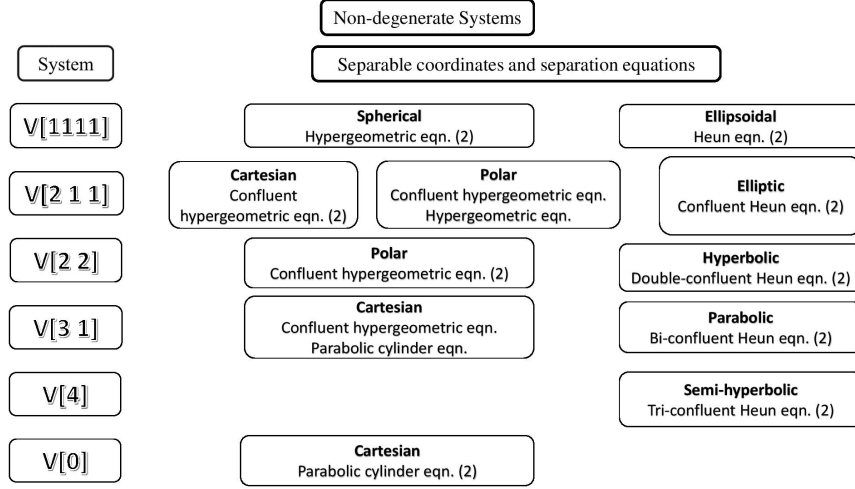 Non-degenerate Systems
System
Separable coordinates and separation equations
V[1111]
Spherical
Hypergeometric eqn. (2)
Ellipsoidal
Heun eqn. (2)
V[2 1 1]
Cartesian
Confluent
hypergeometric eqn. (2)
Polar
Confluent hypergeometric eqn.
Hypergeometric eqn.
Elliptic
Confluent Heun eqn. (2)
V[2 2]
Polar
Confluent hypergeometric eqn. (2)
Hyperbolic
Double-confluent Heun eqn. (2)
V[3 1]
Cartesian
Confluent hypergeometric eqn.
Parabolic cylinder eqn.
Parabolic
Bi-confluent Heun eqn. (2)
V[4]
Semi-hyperbolic
Tri-confluent Heun eqn. (2)
V[0]
Cartesian
Parabolic cylinder eqn. (2)